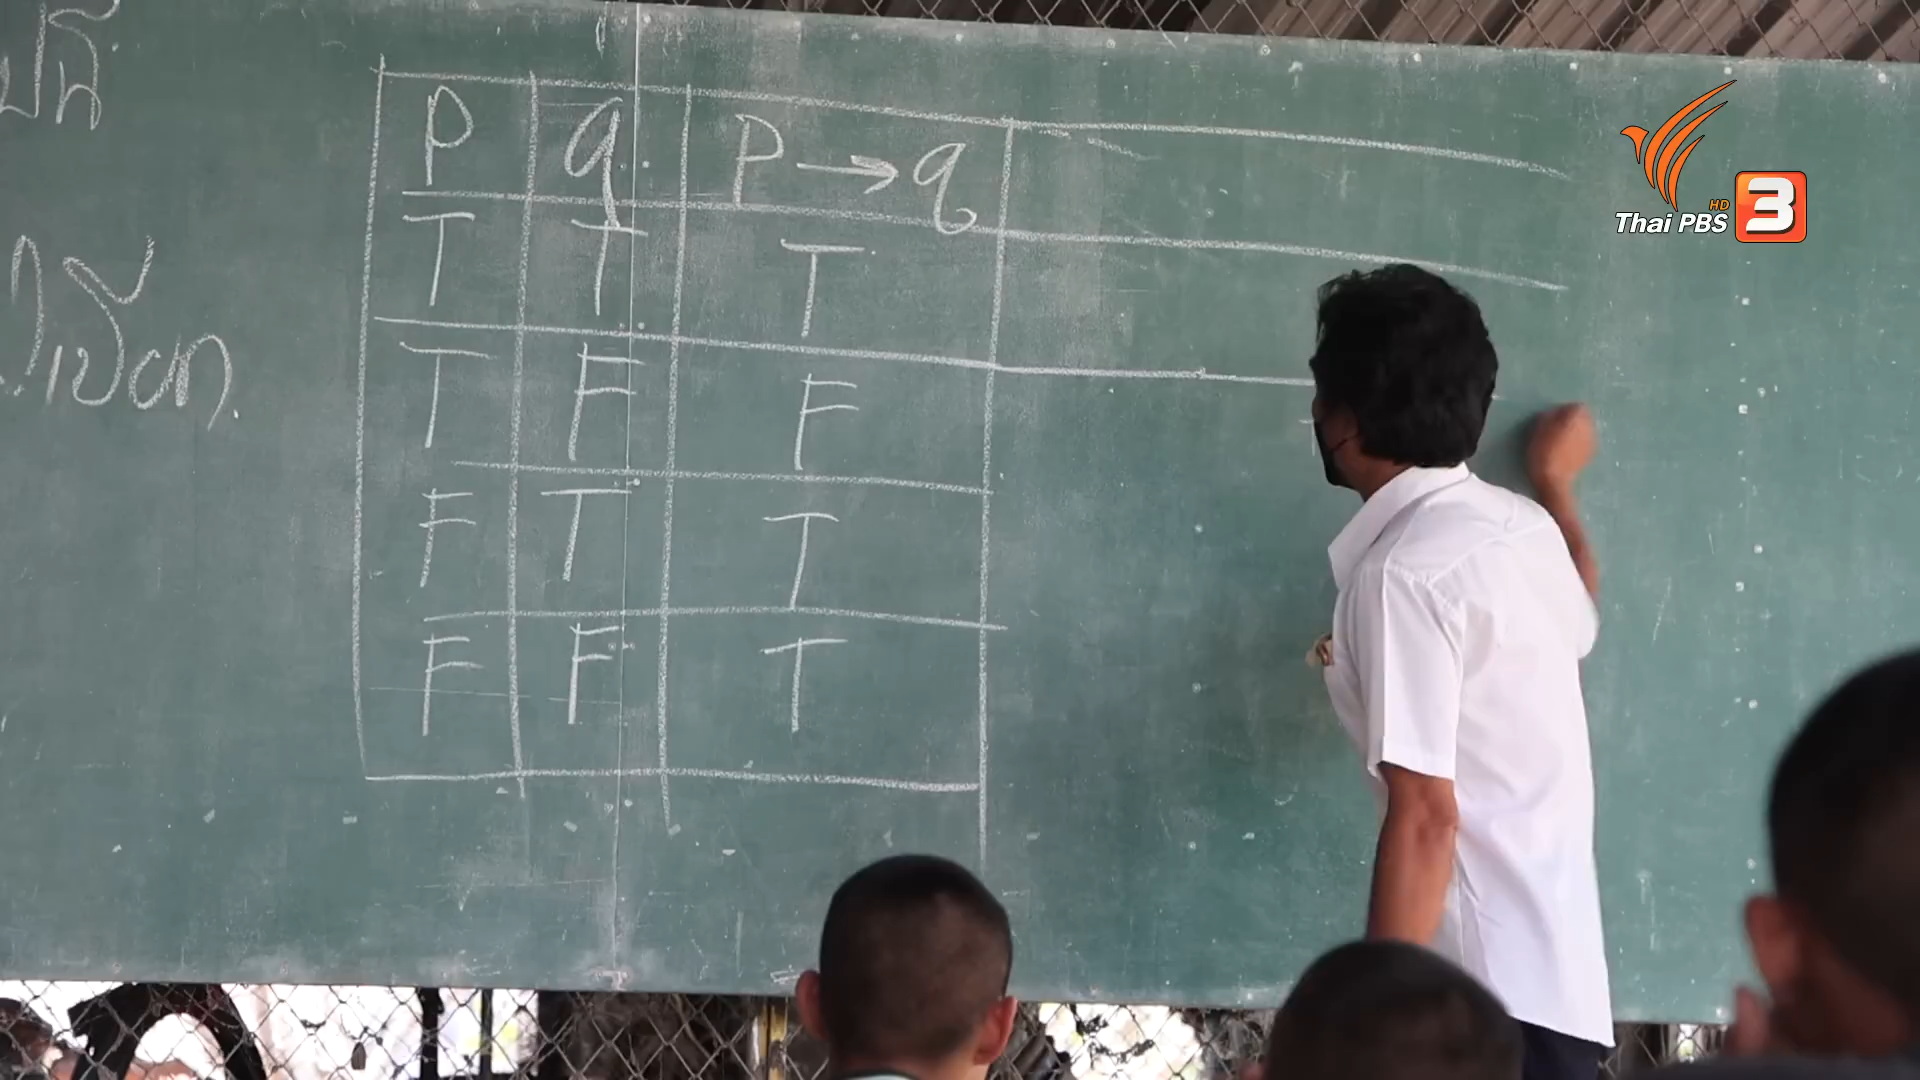 P q P → q
T T T
T F F
F T T
F F T
HD
Thai PBS 3